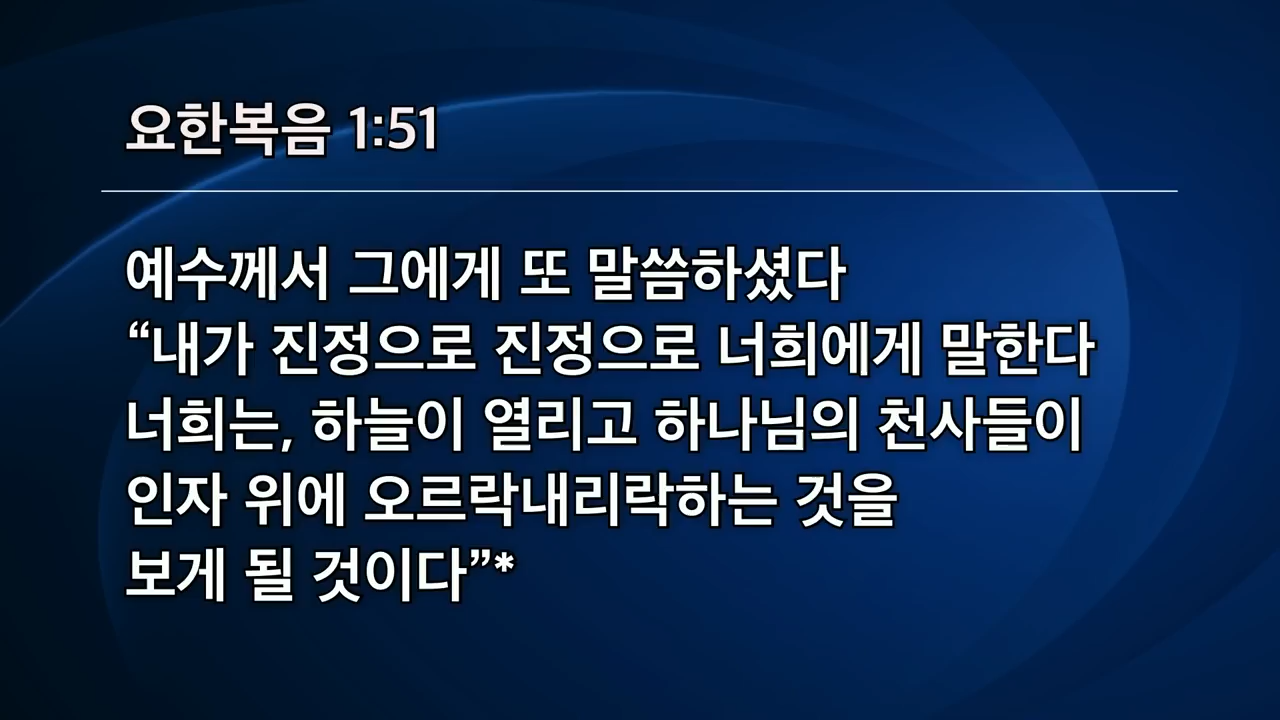 요한복음 1:51
예수께서 그에게 또 말씀하셨다
“내가 진정으로 진정으로 너희에게 말한다
너희는, 하늘이 열리고 하나님의 천사들이
인자 위에 오르락내리락하는 것을
보게 될 것이다”*